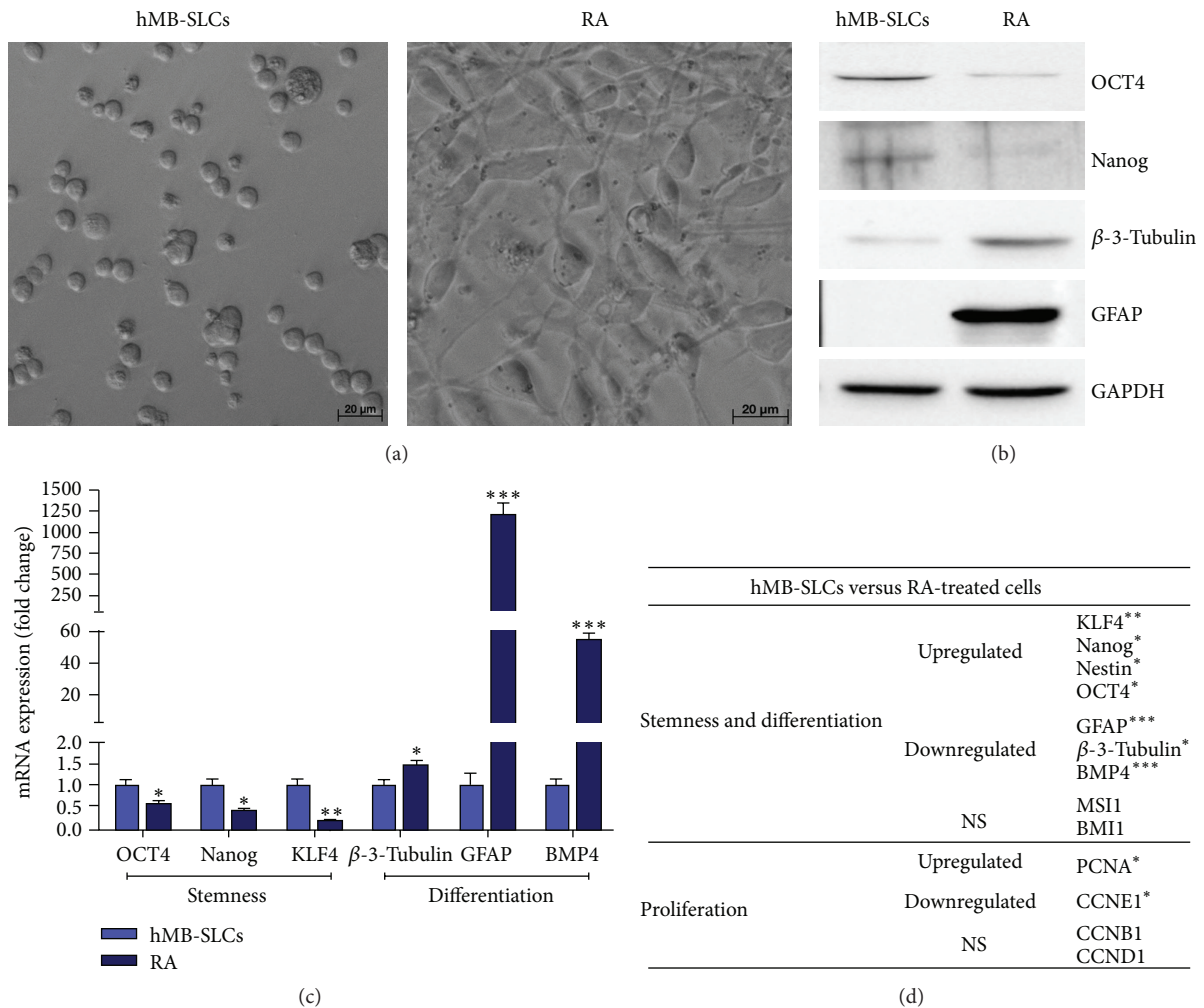 hMB-SLCs
RA
20 µm
20 µm
(a)
hMB-SLCs
RA
OCT4
Nanog
β-3-Tubulin
GFAP
GAPDH
(b)
mRNA expression (fold change)
1500
1250
1000
750
500
250
60
40
20
2.0
1.5
1.0
0.5
0.0
*
*
**
*
***
***
OCT4
Nanog
KLF4
β-3-Tubulin
GFAP
BMP4
Stemness
Differentiation
hMB-SLCs
RA
(c)
hMB-SLCs versus RA-treated cells
Stemness and differentiation
Upregulated
KLF4**
Nanog*
Nestin*
OCT4*
Downregulated
GFAP***
β-3-Tubulin*
BMP4***
NS
MSI1
BMI1
Proliferation
Upregulated
PCNA*
Downregulated
CCNE1*
NS
CCNB1
CCND1
(d)